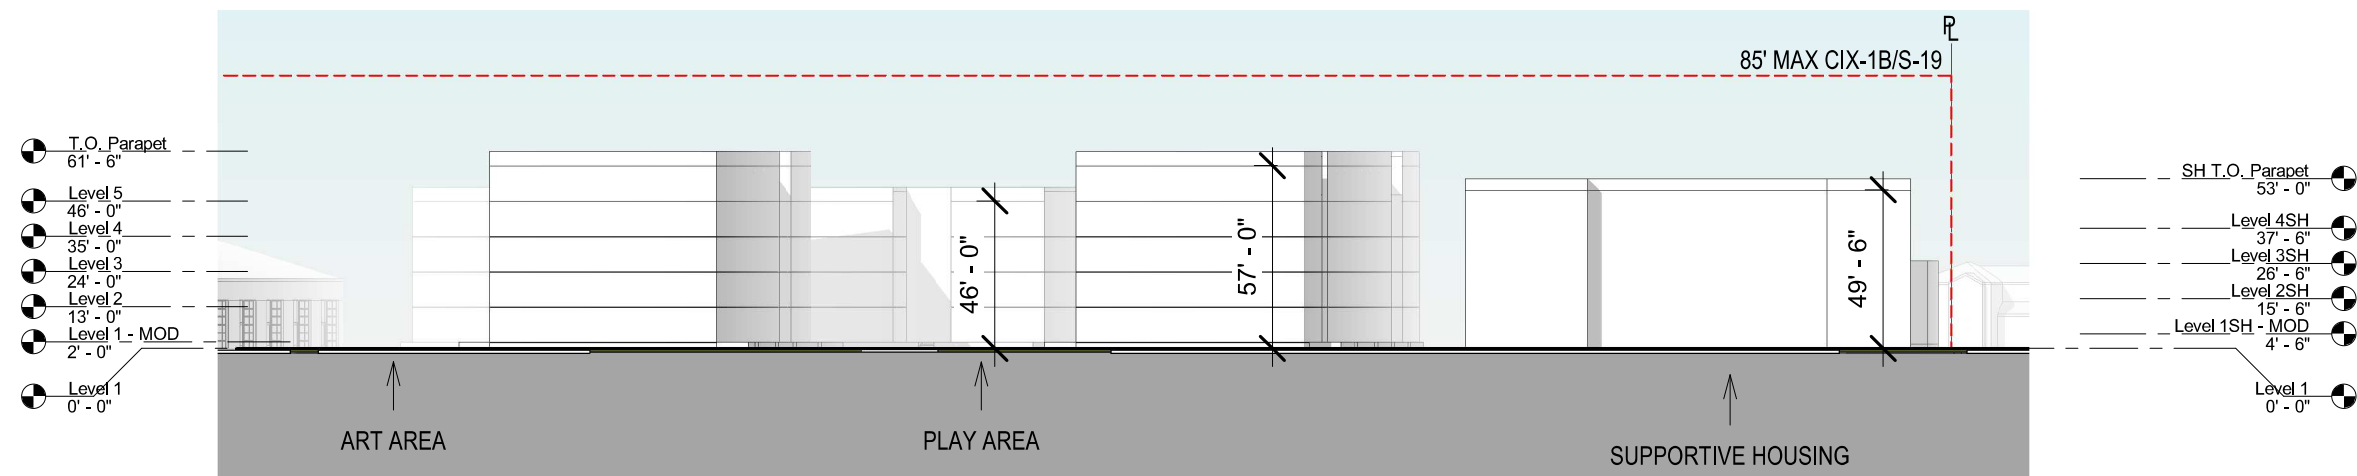 PL
85' MAX CIX-1B/S-19
T.O. Parapet
61' - 6"
Level 5
46' - 0"
Level 4
35' - 0"
Level 3
24' - 0"
Level 2
13' - 0"
Level 1 - MOD
2' - 0"
Level 1
0' - 0"
46' - 0"
57' - 0"
49' - 6"
SH T.O. Parapet
53' - 0"
Level 4SH
37' - 6"
Level 3SH
26' - 6"
Level 2SH
15' - 6"
Level 1SH - MOD
4' - 6"
Level 1
0' - 0"
ART AREA
PLAY AREA
SUPPORTIVE HOUSING